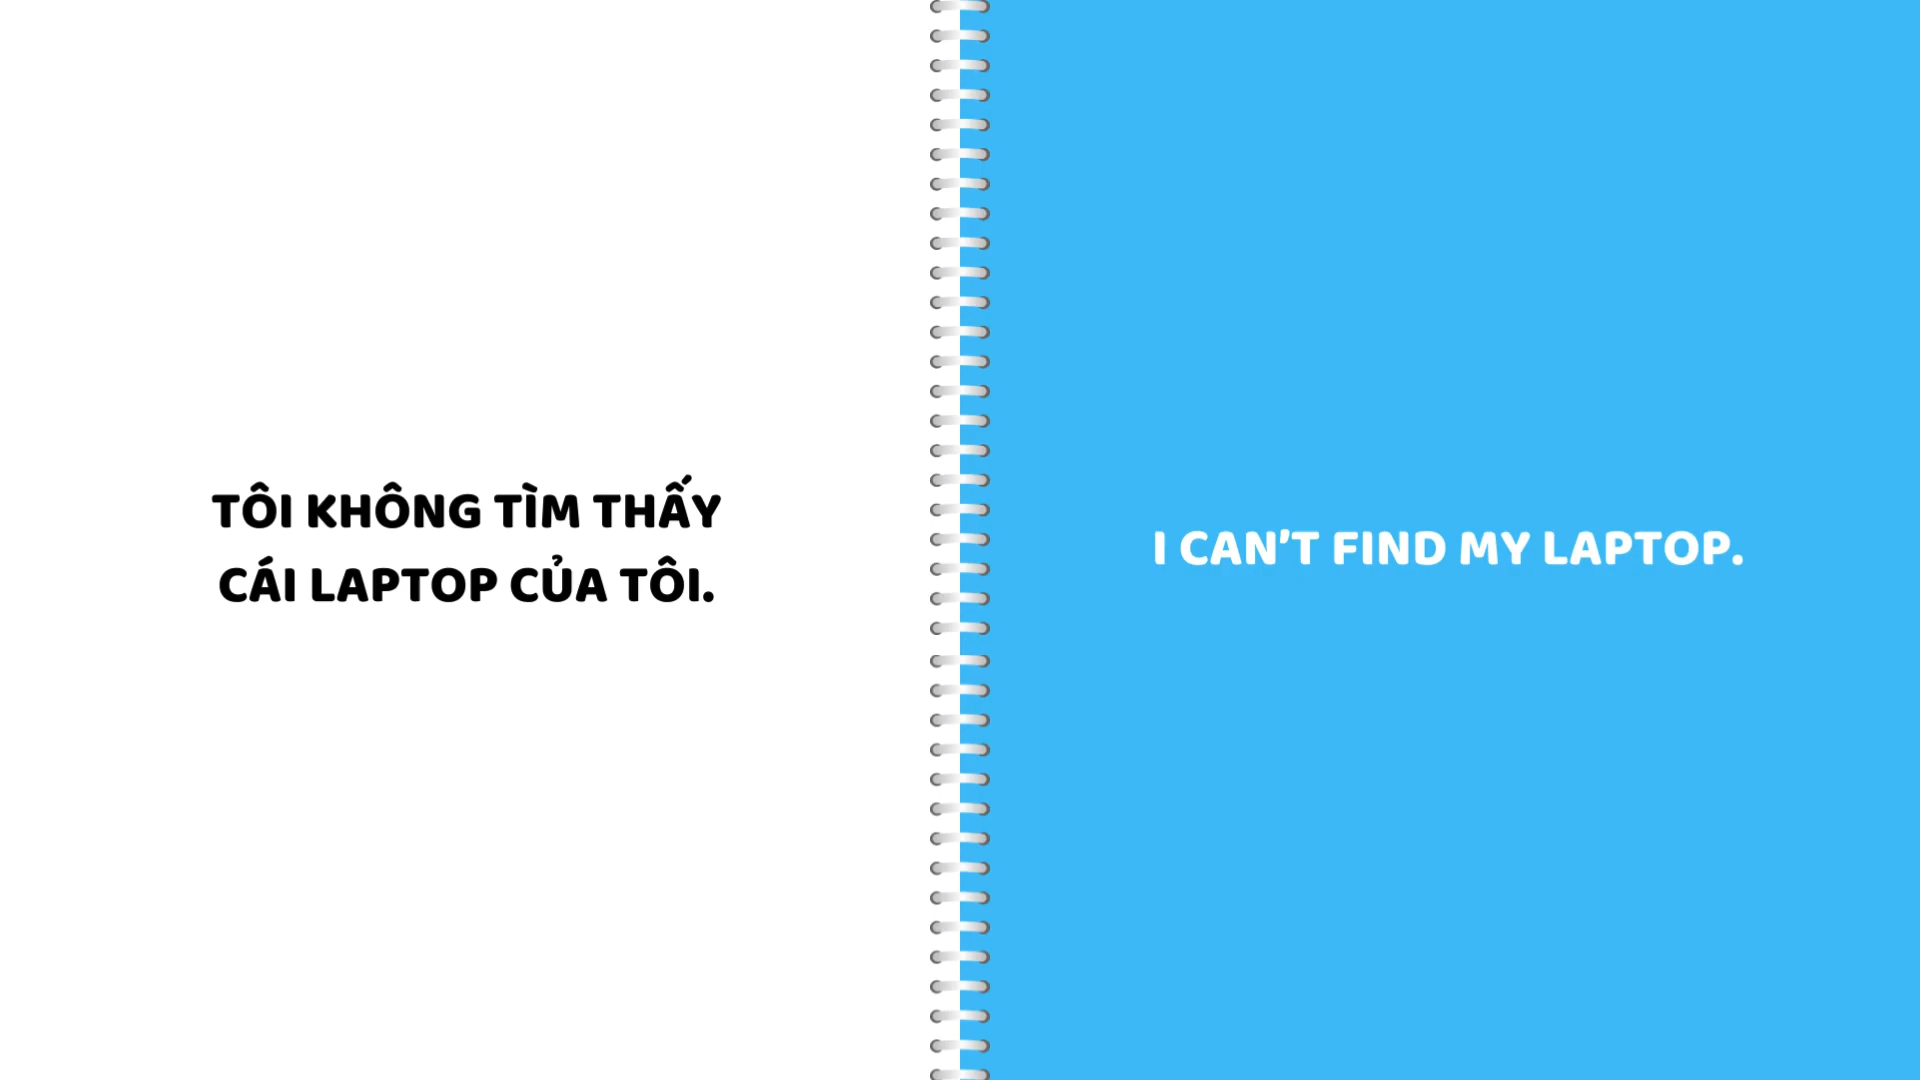 TÔI KHÔNG TÌM THẤY
CÁI LAPTOP CỦA TÔI.
I CAN'T FIND MY LAPTOP.